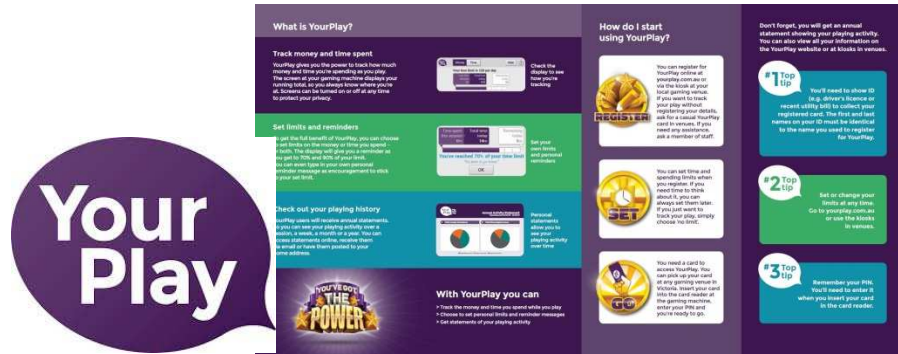 Your
Play
What is YourPlay?
Track money and time spent
YourPlay gives you the power to track how much
money and time you're spending as you play.
The screen at your gaming machine displays your
running total, so you always know where you're
at. Screens can be turned on or off at any time
to protect your privacy.
Check the
display to see
how you're
tracking
Set limits and reminders
get the full benefit of YourPlay, you can choose
set limits on the money or time you spend -
both. The display will give you a reminder as
you get to 70% and 90% of your limit.
can even type in your own personal
reminder message as encouragement to stick
your set limit.
You've reached 70% of your time limit
OK
Set your
own limits
and personal
reminders
Check out your playing history
YourPlay users will receive annual statements.
you can see your playing activity over a
session, a week, a month or a year. You can
access statements online, receive them
email or have them posted to your
home address.
Personal
statements
allow you to
see your
playing activity
over time
YOU'VE GOT
THE
POWER
With YourPlay you can
> Track the money and time you spend while you play
> Choose to set personal limits and reminder messages
> Get statements of your playing activity
How do I start
using YourPlay?
REGISTER
You can register for
YourPlay online at
yourplay.com.au or
via the kiosk at your
local gaming venue.
If you want to track
your play without
registering your details,
ask for a casual YourPlay
card in venues. If you
need any assistance,
ask a member of staff.
SET
You can set time and
spending limits when
you register. If you
need time to think
about it, you can
always set them later.
If you just want to
track your play, simply
choose 'no limit'.
GO
You need a card to
access YourPlay. You
can pick up your card
at any gaming venue in
Victoria. Insert your card
into the card reader at
the gaming machine,
enter your PIN and
you're ready to go.
Don't forget, you will get an annual
statement showing your playing activity.
You can also view all your information on
the YourPlay website or at kiosks in venues.
#1 Top
tip
You'll need to show ID
(e.g. driver's licence or
recent utility bill) to collect your
registered card. The first and last
names on your ID must be identical
to the name you used to register
for YourPlay.
#2 Top
tip
Set or change your
limits at any time.
Go to yourplay.com.au
or use the kiosks
in venues.
#3 Top
tip
Remember your PIN.
You'll need to enter it
when you insert your card
in the card reader.